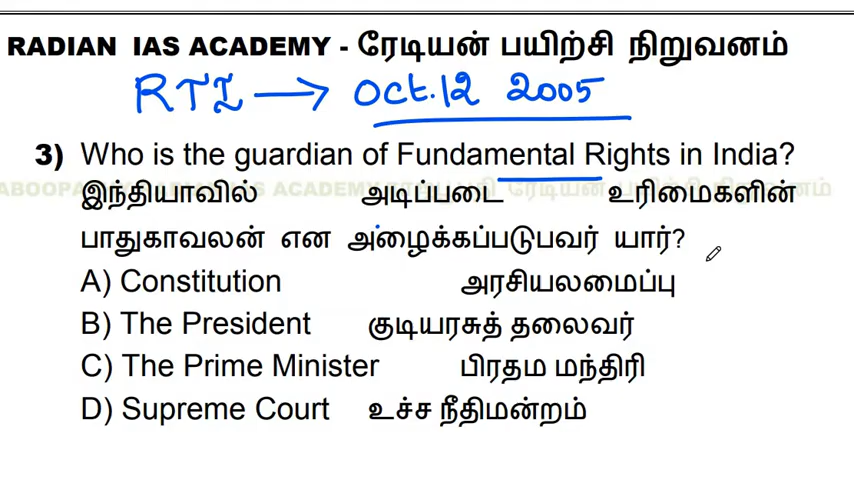 RADIAN IAS ACADEMY - ரேடியன் பயிற்சி நிறுவனம்
RTI → Oct.12 2005
3) Who is the guardian of Fundamental Rights in India?
இந்தியாவில் அடிப்படை உரிமைகளின்
பாதுகாவலன் என அழைக்கப்படுபவர் யார்?
A) Constitution அரசியலமைப்பு
B) The President குடியரசுத் தலைவர்
C) The Prime Minister பிரதம மந்திரி
D) Supreme Court உச்ச நீதிமன்றம்